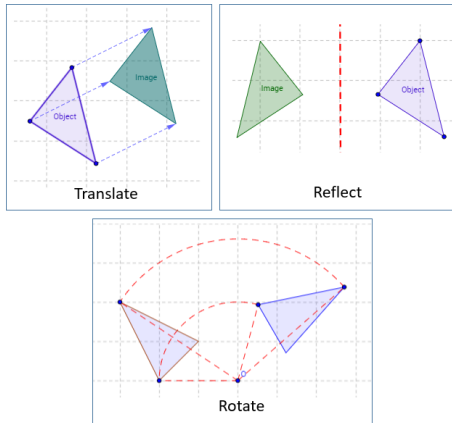 Image
Object
Translate
Image
Object
Reflect
O
Rotate